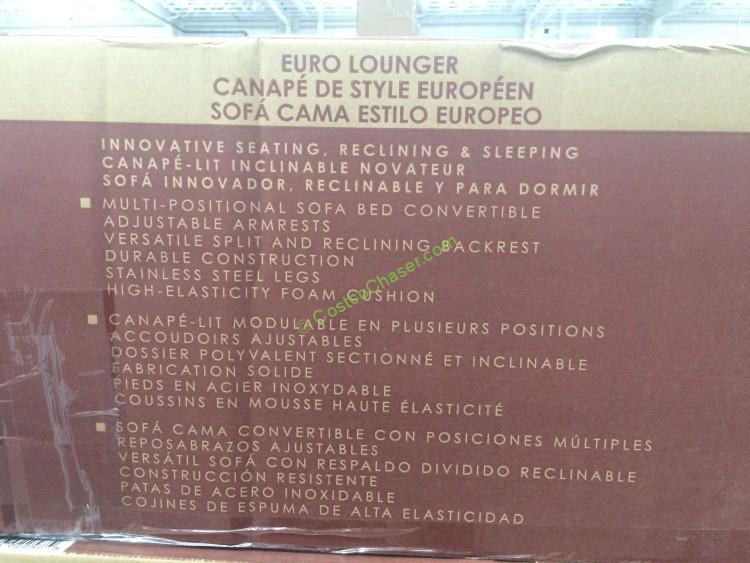 EURO LOUNGER
CANAPÉ DE STYLE EUROPÉEN
SOFÁ CAMA ESTILO EUROPEO
INNOVATIVE SEATING, RECLINING & SLEEPING
CANAPÉ-LIT INCLINABLE NOVATEUR
SOFÁ INNOVADOR, RECLINABLE Y PARA DORMIR
■ MULTI-POSITIONAL SOFA BED CONVERTIBLE
ADJUSTABLE ARMRESTS
VERSATILE SPLIT AND RECLINING BACKREST
DURABLE CONSTRUCTION
STAINLESS STEEL LEGS
HIGH-ELASTICITY FOAM CUSHION
© CostcoChaser.com
■ CANAPÉ-LIT MODULABLE EN PLUSIEURS POSITIONS
ACCOUDOIRS AJUSTABLES
DOSSIER POLYVALENT SECTIONNÉ ET INCLINABLE
FABRICATION SOLIDE
PIEDS EN ACIER INOXYDABLE
COUSSINS EN MOUSSE HAUTE ÉLASTICITÉ
■ SOFÁ CAMA CONVERTIBLE CON POSICIONES MÚLTIPLES
REPOSABRAZOS AJUSTABLES
VERSÁTIL SOFÁ CON RESPALDO DIVIDIDO RECLINABLE
CONSTRUCCIÓN RESISTENTE
PATAS DE ACERO INOXIDABLE
COJINES DE ESPUMA DE ALTA ELASTICIDAD